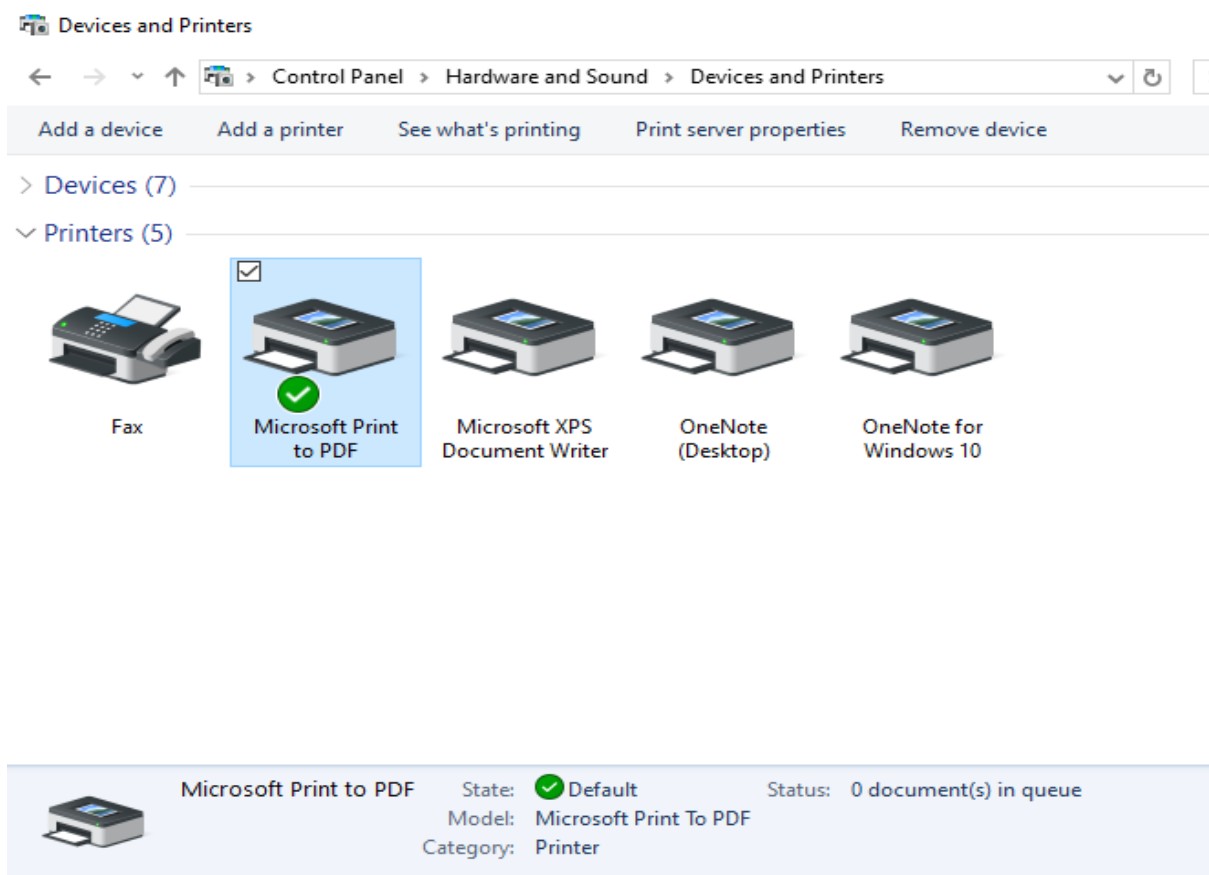 Devices and Printers
Control Panel > Hardware and Sound > Devices and Printers
Add a device Add a printer See what's printing Print server properties Remove device
Devices (7)
Printers (5)
Fax
Microsoft Print
to PDF
Microsoft XPS
Document Writer
OneNote
(Desktop)
OneNote for
Windows 10
Microsoft Print to PDF State: Default Status: 0 document(s) in queue
Model: Microsoft Print To PDF
Category: Printer